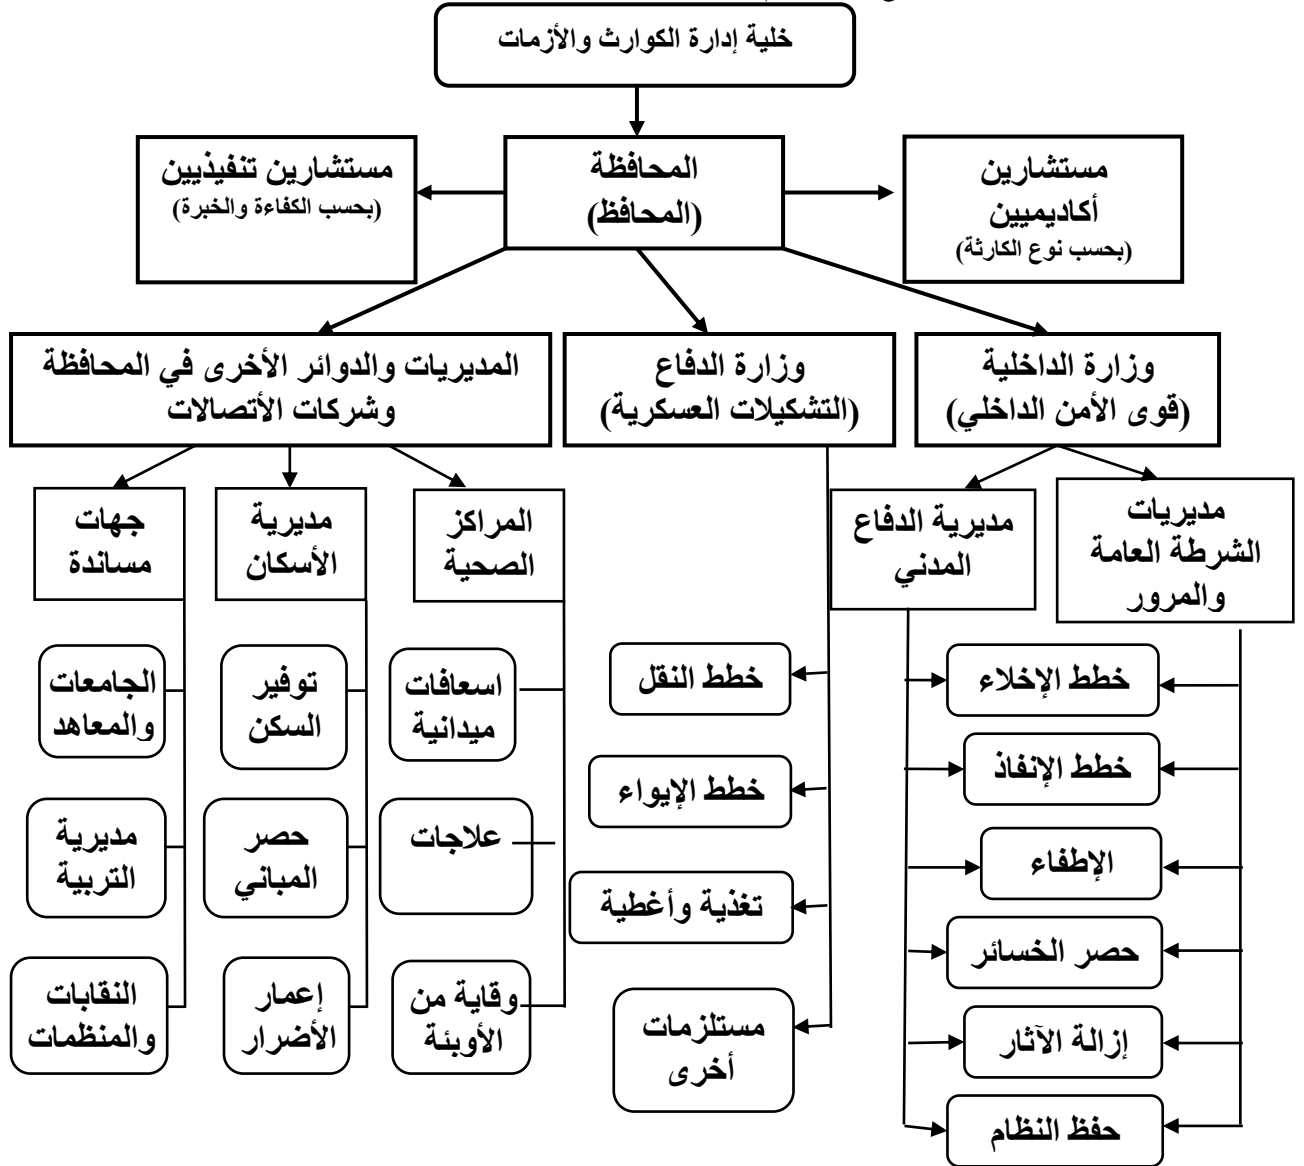 خلية إدارة الكوارث والأزمات
مستشارين
أكاديميين
(بحسب نوع الكارثة)
المحافظة
(المحافظ)
مستشارين تنفيذيين
(بحسب الكفاءة والخبرة)
وزارة الداخلية
(قوى الأمن الداخلي)
وزارة الدفاع
(التشكيلات العسكرية)
المديريات والدوائر الأخرى في المحافظة
وشركات الأتصالات
مديريات
الشرطة العامة
والمرور
مديرية الدفاع
المدني
المراكز
الصحية
مديرية
الأسكان
جهات
مساندة
خطط الإخلاء
خطط الإنفاذ
الإطفاء
حصر الخسائر
إزالة الآثار
حفظ النظام
خطط النقل
خطط الإيواء
تغذية وأغطية
مستلزمات
أخرى
اسعافات
ميدانية
علاجات
وقاية من
الأوبئة
توفير
السكن
حصر
المباني
إعمار
الأضرار
الجامعات
والمعاهد
مديرية
التربية
النقابات
والمنظمات